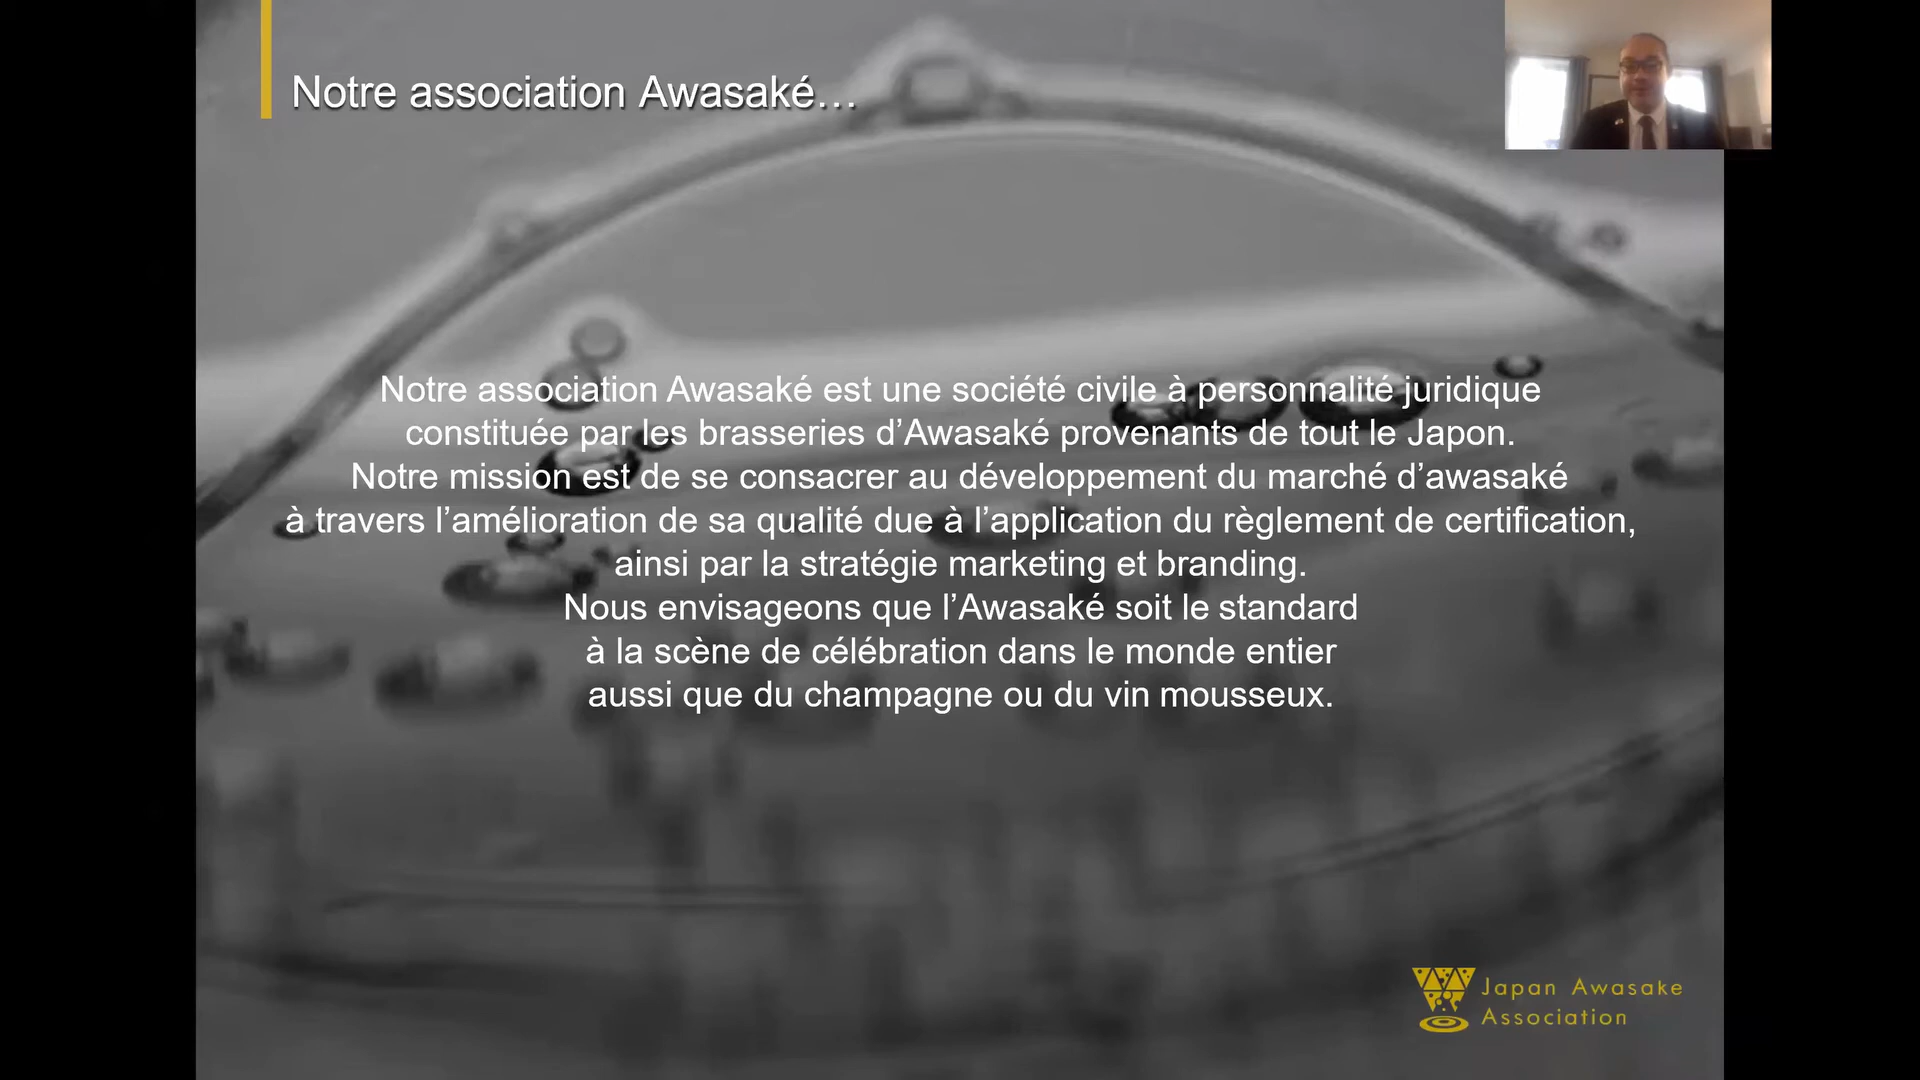 Notre association Awasaké…
Notre association Awasaké est une société civile à personnalité juridique
constituée par les brasseries d’Awasaké provenants de tout le Japon.
Notre mission est de se consacrer au développement du marché d’awasaké
à travers l’amélioration de sa qualité due à l’application du règlement de certification,
ainsi par la stratégie marketing et branding.
Nous envisageons que l’Awasaké soit le standard
à la scène de célébration dans le monde entier
aussi que du champagne ou du vin mousseux.
Japan Awasake
Association